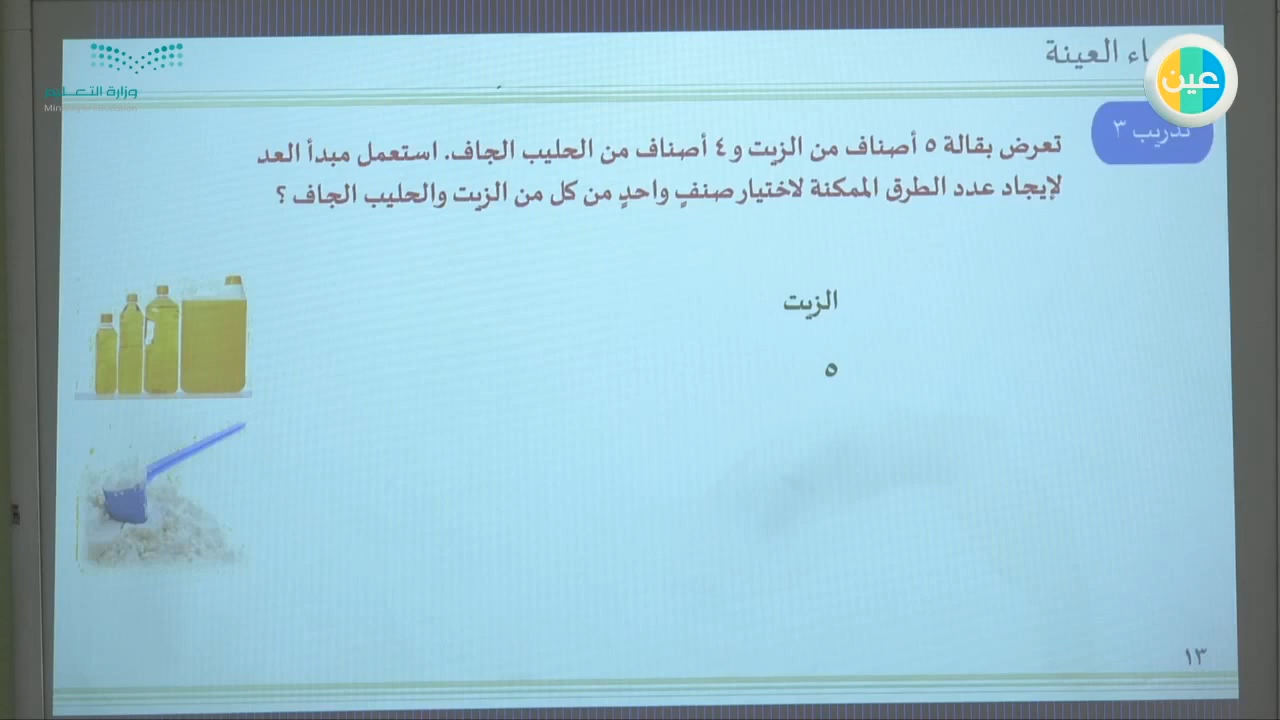 اء العينة
عين
وزارة التعليم
تدريب ٣
تعرض بقالة ٥ أصناف من الزيت و ٤ أصناف من الحليب الجاف. استعمل مبدأ العد
لإيجاد عدد الطرق الممكنة لاختيار صنفٍ واحدٍ من كل من الزيت والحليب الجاف ؟
الزيت
٥
١٣